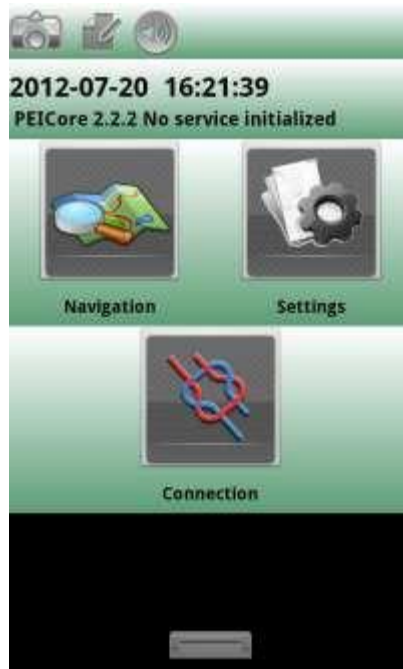 2012-07-20 16:21:39
PEICore 2.2.2 No service initialized
Navigation Settings
Connection